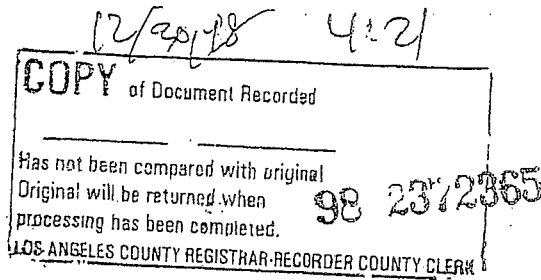 12/30/98 4:21
COPY of Document Recorded
Has not been compared with original
Original will be returned when
processing has been completed.
98 2372365
LOS ANGELES COUNTY REGISTRAR-RECORDER COUNTY CLERK